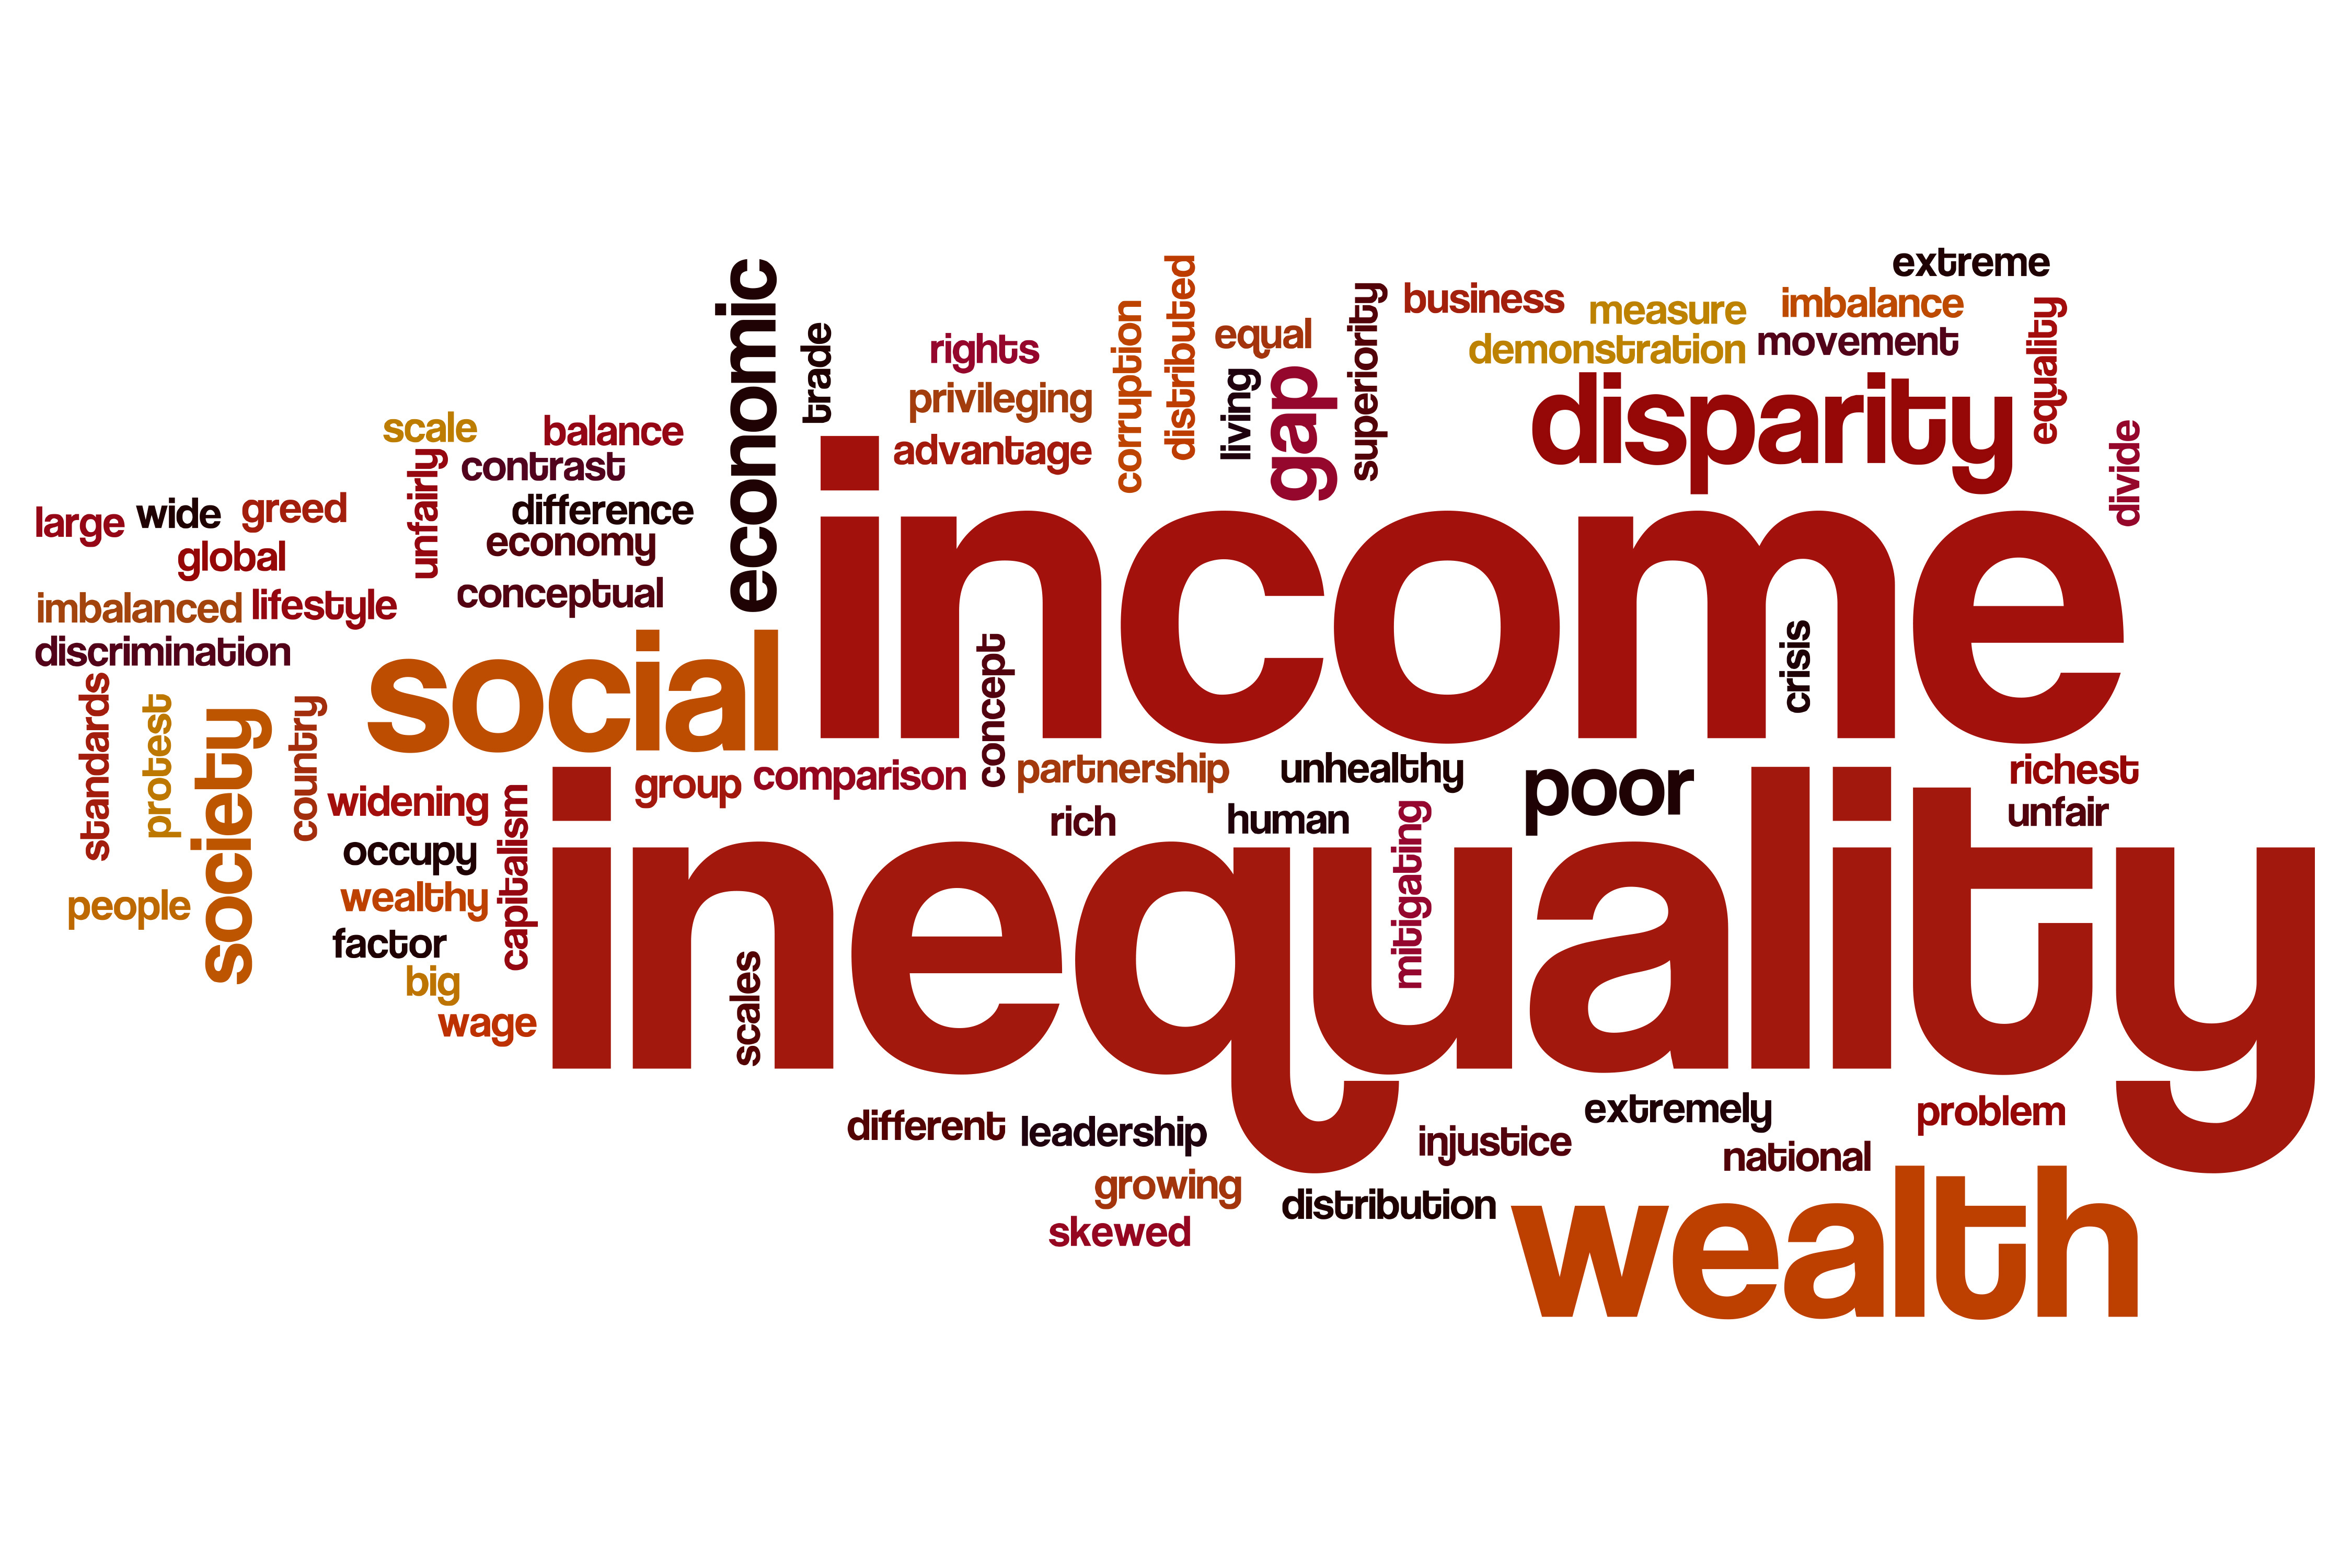 extreme
economic
trade
rights
corruption
distributed
equal
superiority
business
measure
imbalance
demonstration
movement
equality
privileging
living
gap
disparity
advantage
divide
scale
balance
unfairly
contrast
large
wide
greed
difference
global
economy
conceptual
income
imbalanced
lifestyle
discrimination
social
concept
crisis
standards
protest
society
country
widening
group
comparison
partnership
unhealthy
poor
richest
rich
human
mitigating
unfair
occupy
capitalism
inequality
people
wealthy
factor
big
scales
wage
different
leadership
injustice
extremely
problem
national
growing
distribution
skewed
wealth